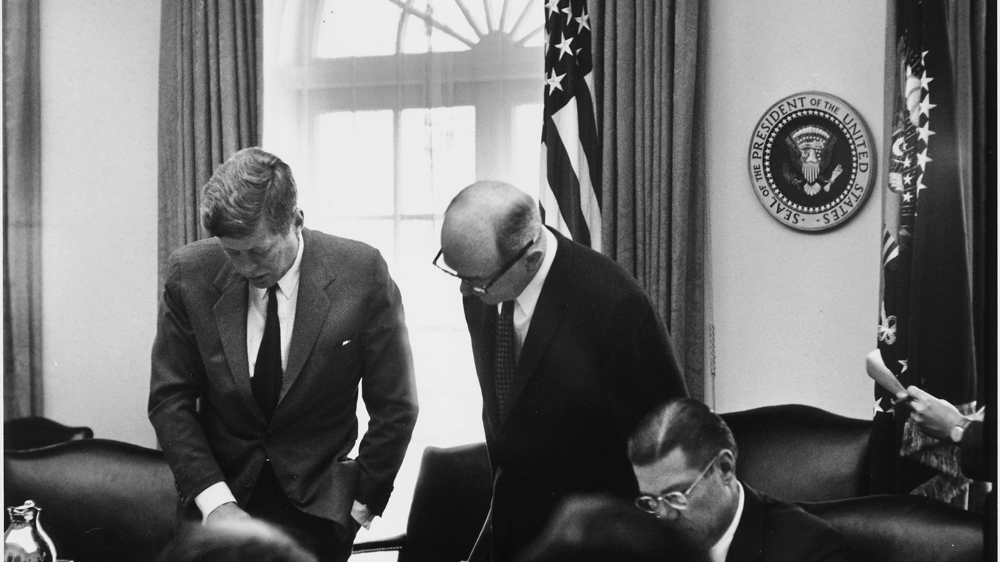 SEAL OF THE PRESIDENT OF THE UNITED STATES